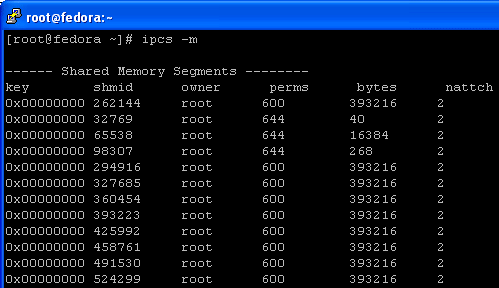 root@fedora:~
[root@fedora ~]# ipcs -m
------ Shared Memory Segments --------
key shmid owner perms bytes nattch
0x00000000 262144 root 600 393216 2
0x00000000 32769 root 644 40 2
0x00000000 65538 root 644 16384 2
0x00000000 98307 root 644 268 2
0x00000000 294916 root 600 393216 2
0x00000000 327685 root 600 393216 2
0x00000000 360454 root 600 393216 2
0x00000000 393223 root 600 393216 2
0x00000000 425992 root 600 393216 2
0x00000000 458761 root 600 393216 2
0x00000000 491530 root 600 393216 2
0x00000000 524299 root 600 393216 2